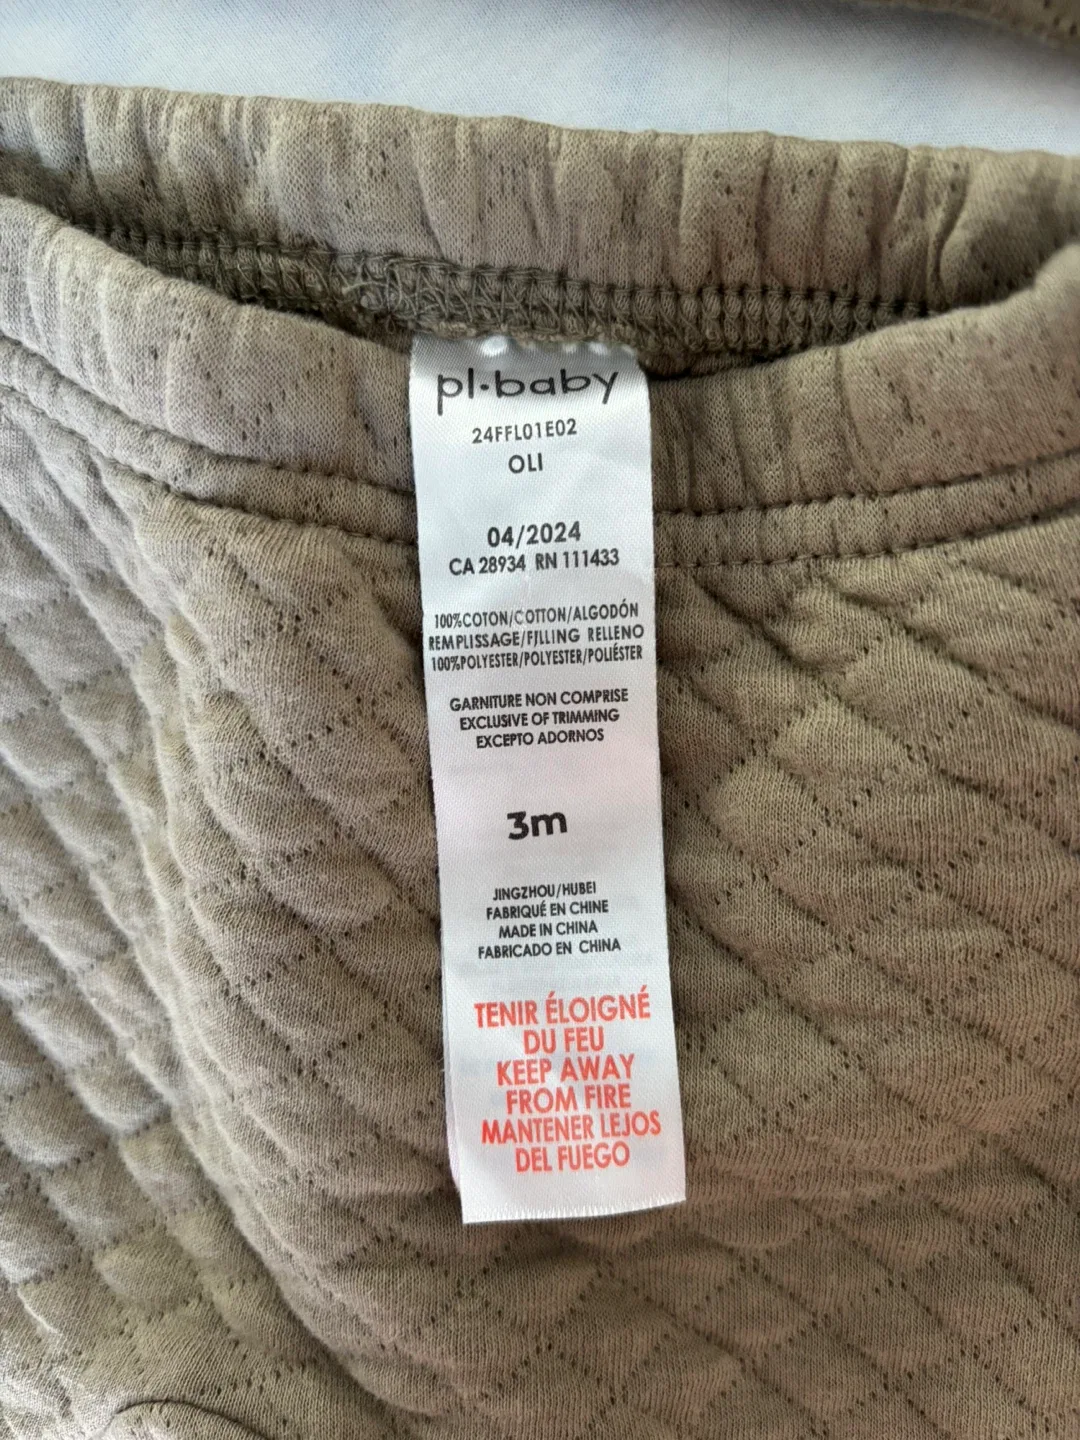 pl·baby
24FFL01E02
OLI
04/2024
CA 28934 RN 111433
100%COTON/COTTON/ALGODÓN
REMPLISSAGE/FILLING RELLENO
100%POLYESTER/POLYESTER/POLIÉSTER
GARNITURE NON COMPRISE
EXCLUSIVE OF TRIMMING
EXCEPTO ADORNOS
3m
JINGZHOU/HUBEI
FABRIQUÉ EN CHINE
MADE IN CHINA
FABRICADO EN CHINA
TENIR ÉLOIGNÉ
DU FEU
KEEP AWAY
FROM FIRE
MANTENER LEJOS
DEL FUEGO